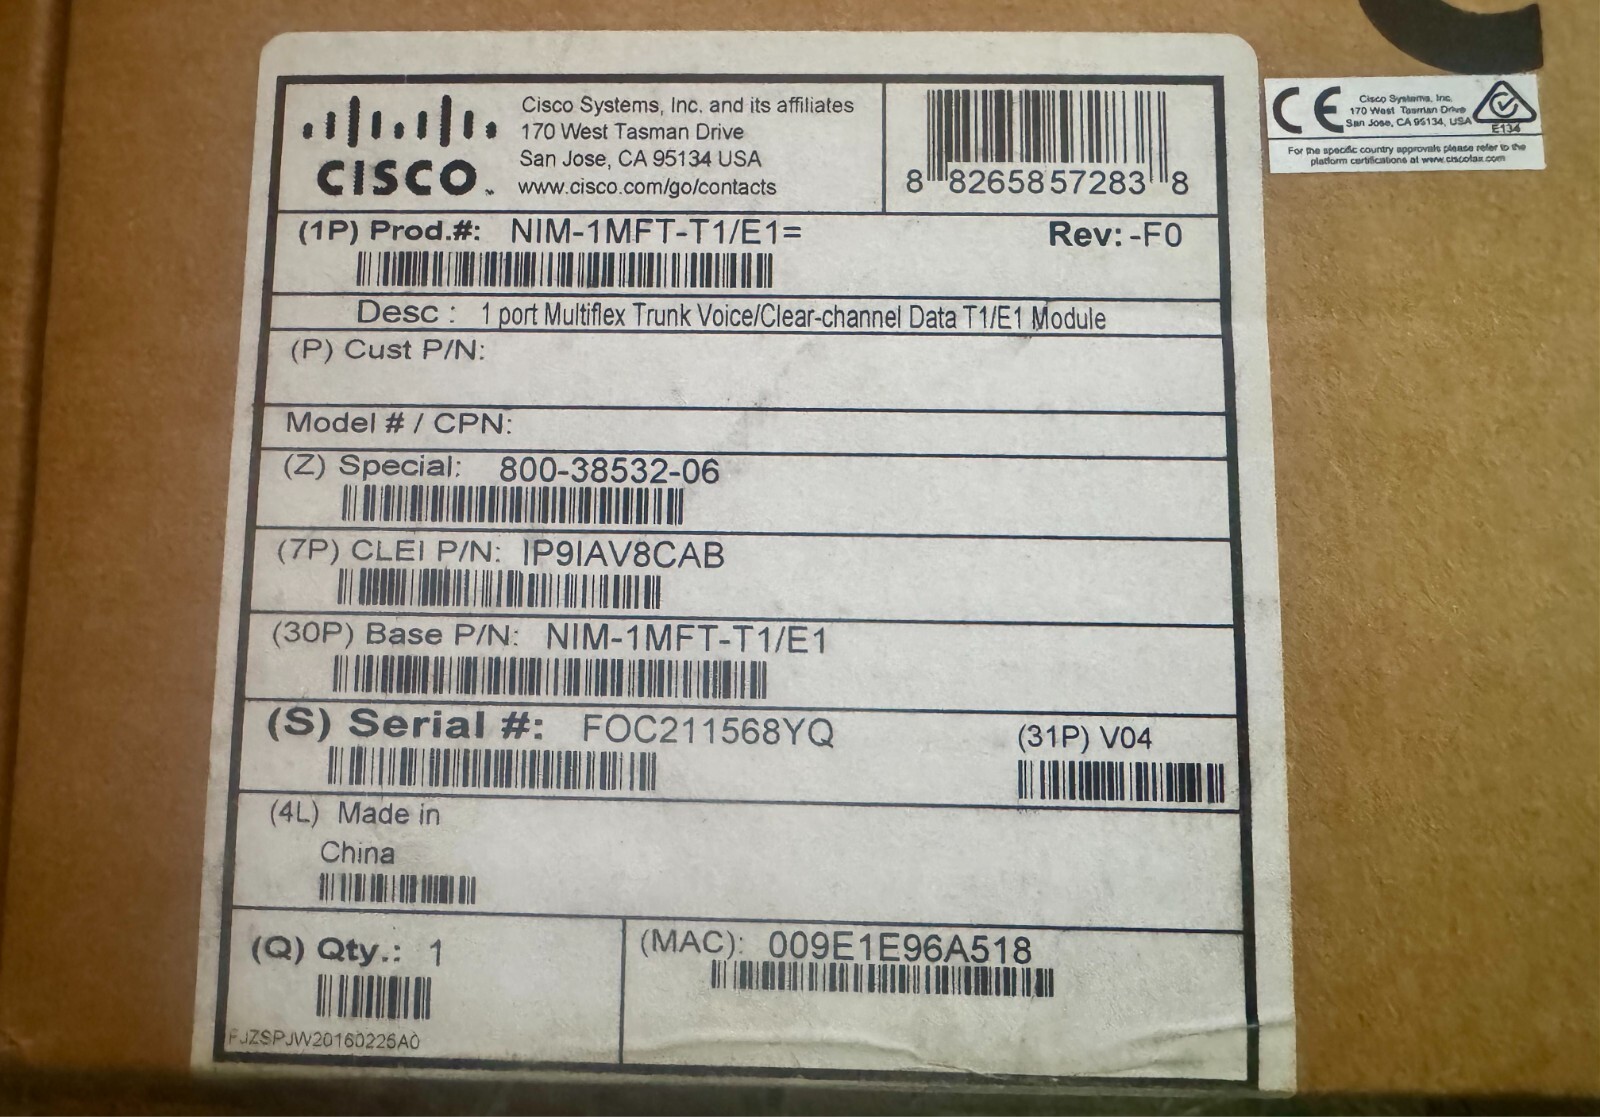 CISCO
Cisco Systems, Inc. and its affiliates
170 West Tasman Drive
San Jose, CA 95134 USA
www.cisco.com/go/contacts
8 82658 57283 8
CE
Cisco Systems, Inc.
170 West Tasman Drive
San Jose, CA 95134, USA
E134
For the specific country approvals please refer to the
platform certifications at www.ciscofax.com
(1P) Prod.#: NIM-1MFT-T1/E1= Rev: -F0
Desc : 1 port Multiflex Trunk Voice/Clear-channel Data T1/E1 Module
(P) Cust P/N:
Model # / CPN:
(Z) Special: 800-38532-06
(7P) CLEI P/N: IP9IAV8CAB
(30P) Base P/N: NIM-1MFT-T1/E1
(S) Serial #: FOC211568YQ (31P) V04
(4L) Made in
China
(Q) Qty.: 1
(MAC): 009E1E96A518
FJZSPJW20160226A0